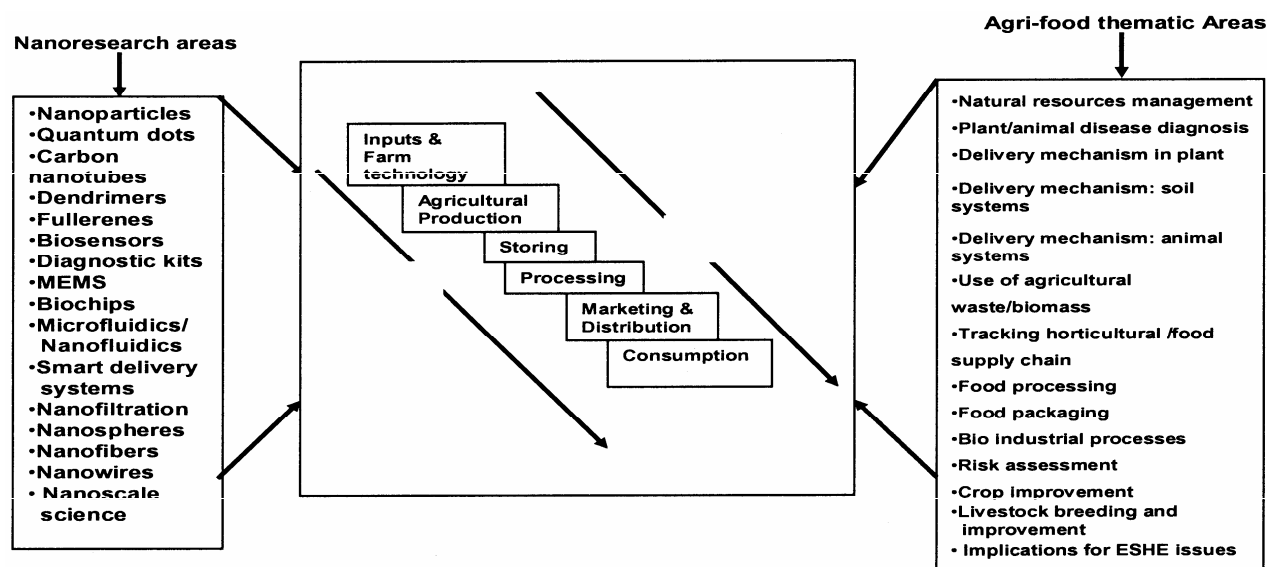 Nanoresearch areas
•Nanoparticles
•Quantum dots
•Carbon
nanotubes
•Dendrimers
•Fullerenes
•Biosensors
•Diagnostic kits
•MEMS
•Biochips
•Microfluidics/
Nanofluidics
•Smart delivery
systems
•Nanofiltration
•Nanospheres
•Nanofibers
•Nanowires
• Nanoscale
science
Inputs &
Farm
technology
Agricultural
Production
Storing
Processing
Marketing &
Distribution
Consumption
Agri-food thematic Areas
•Natural resources management
•Plant/animal disease diagnosis
•Delivery mechanism in plant
•Delivery mechanism: soil
systems
•Delivery mechanism: animal
systems
•Use of agricultural
waste/biomass
•Tracking horticultural /food
supply chain
•Food processing
•Food packaging
•Bio industrial processes
•Risk assessment
•Crop improvement
•Livestock breeding and
improvement
• Implications for ESHE issues